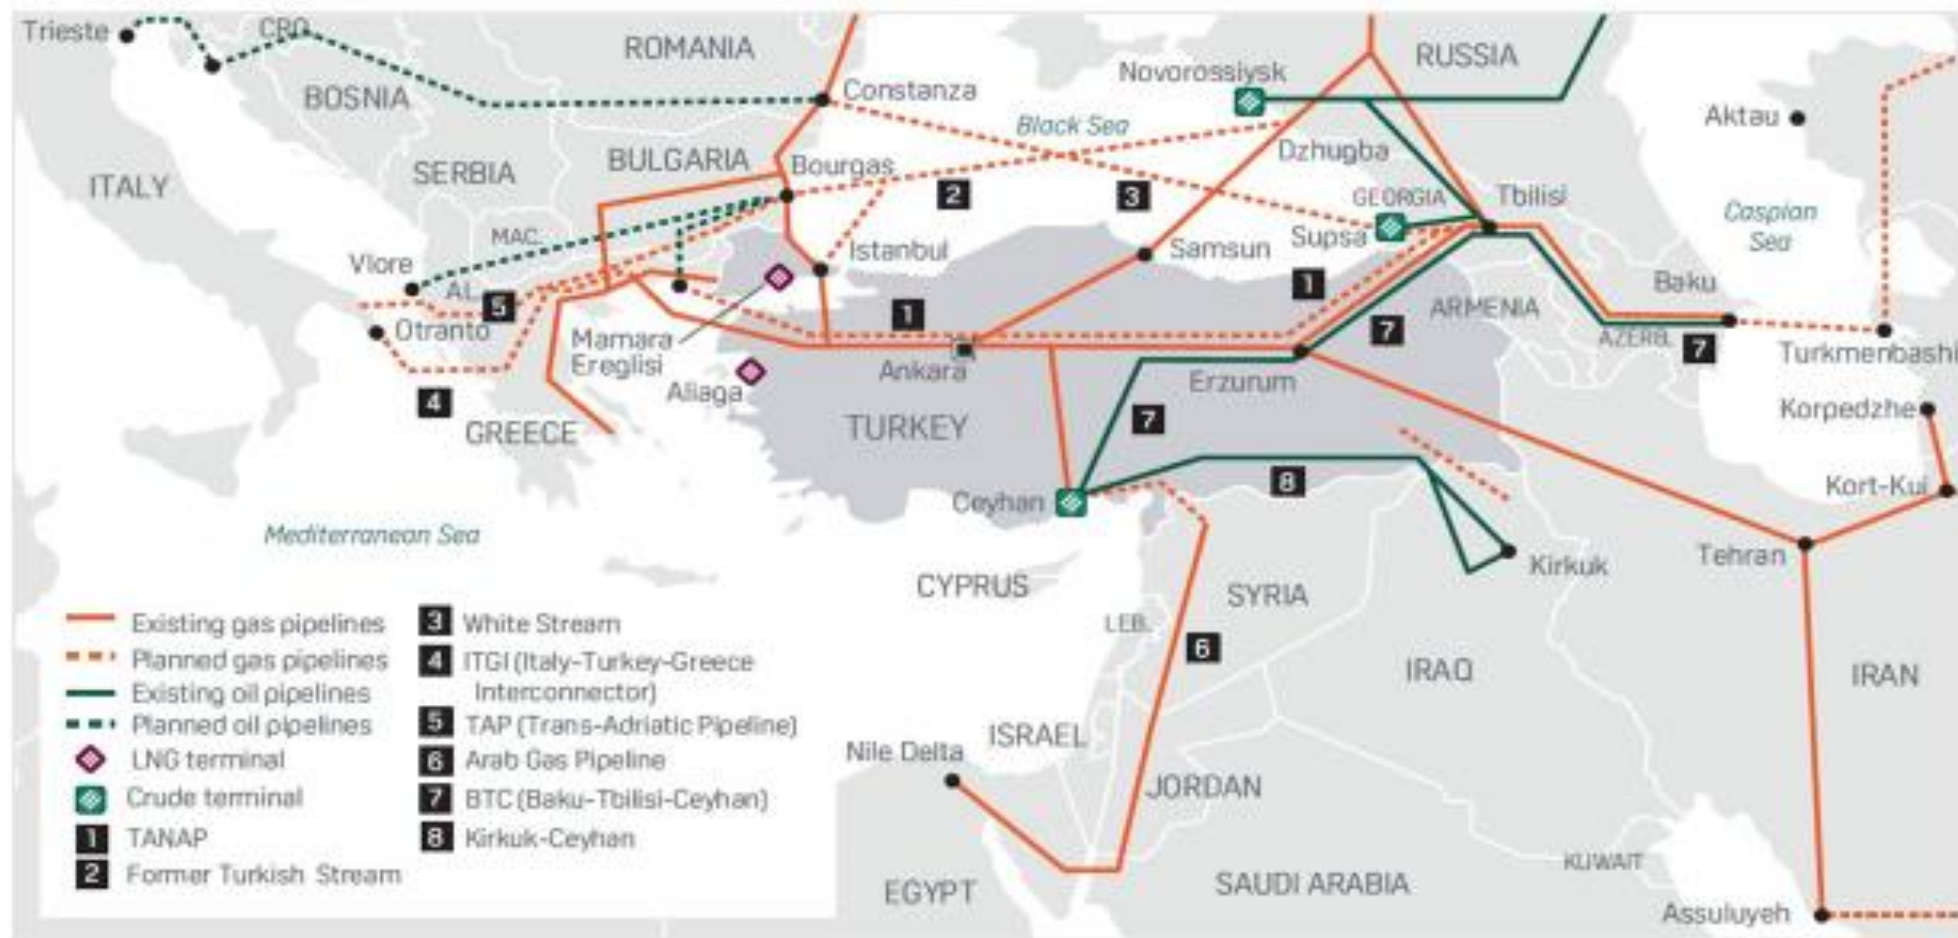 Trieste
CRO
ROMANIA
RUSSIA
Novorossiysk
BOSNIA
Constanza
Aktau
Black Sea
Dzhugba
ITALY
SERBIA
BULGARIA
Bourgas
2
3
GEORGIA
Tbilisi
Caspian
Sea
MAC.
Istanbul
Samsun
Supsa
Vlore
AL.
5
1
1
Baku
ARMENIA
Otranto
Mamara
Ereglisi
7
AZERB.
7
Turkmenbashi
Ankara
Erzurum
Aliaga
4
GREECE
TURKEY
7
Korpedzhe
8
Ceyhan
Kort-Kui
Mediterranean Sea
Kirkuk
Tehran
CYPRUS
SYRIA
LEB.
6
IRAQ
IRAN
ISRAEL
Nile Delta
JORDAN
KUWAIT
EGYPT
SAUDI ARABIA
Assuluyeh
Existing gas pipelines
Planned gas pipelines
Existing oil pipelines
Planned oil pipelines
LNG terminal
Crude terminal
1 TANAP
2 Former Turkish Stream
3 White Stream
4 ITGI (Italy-Turkey-Greece
Interconnector)
5 TAP (Trans-Adriatic Pipeline)
6 Arab Gas Pipeline
7 BTC (Baku-Tbilisi-Ceyhan)
8 Kirkuk-Ceyhan